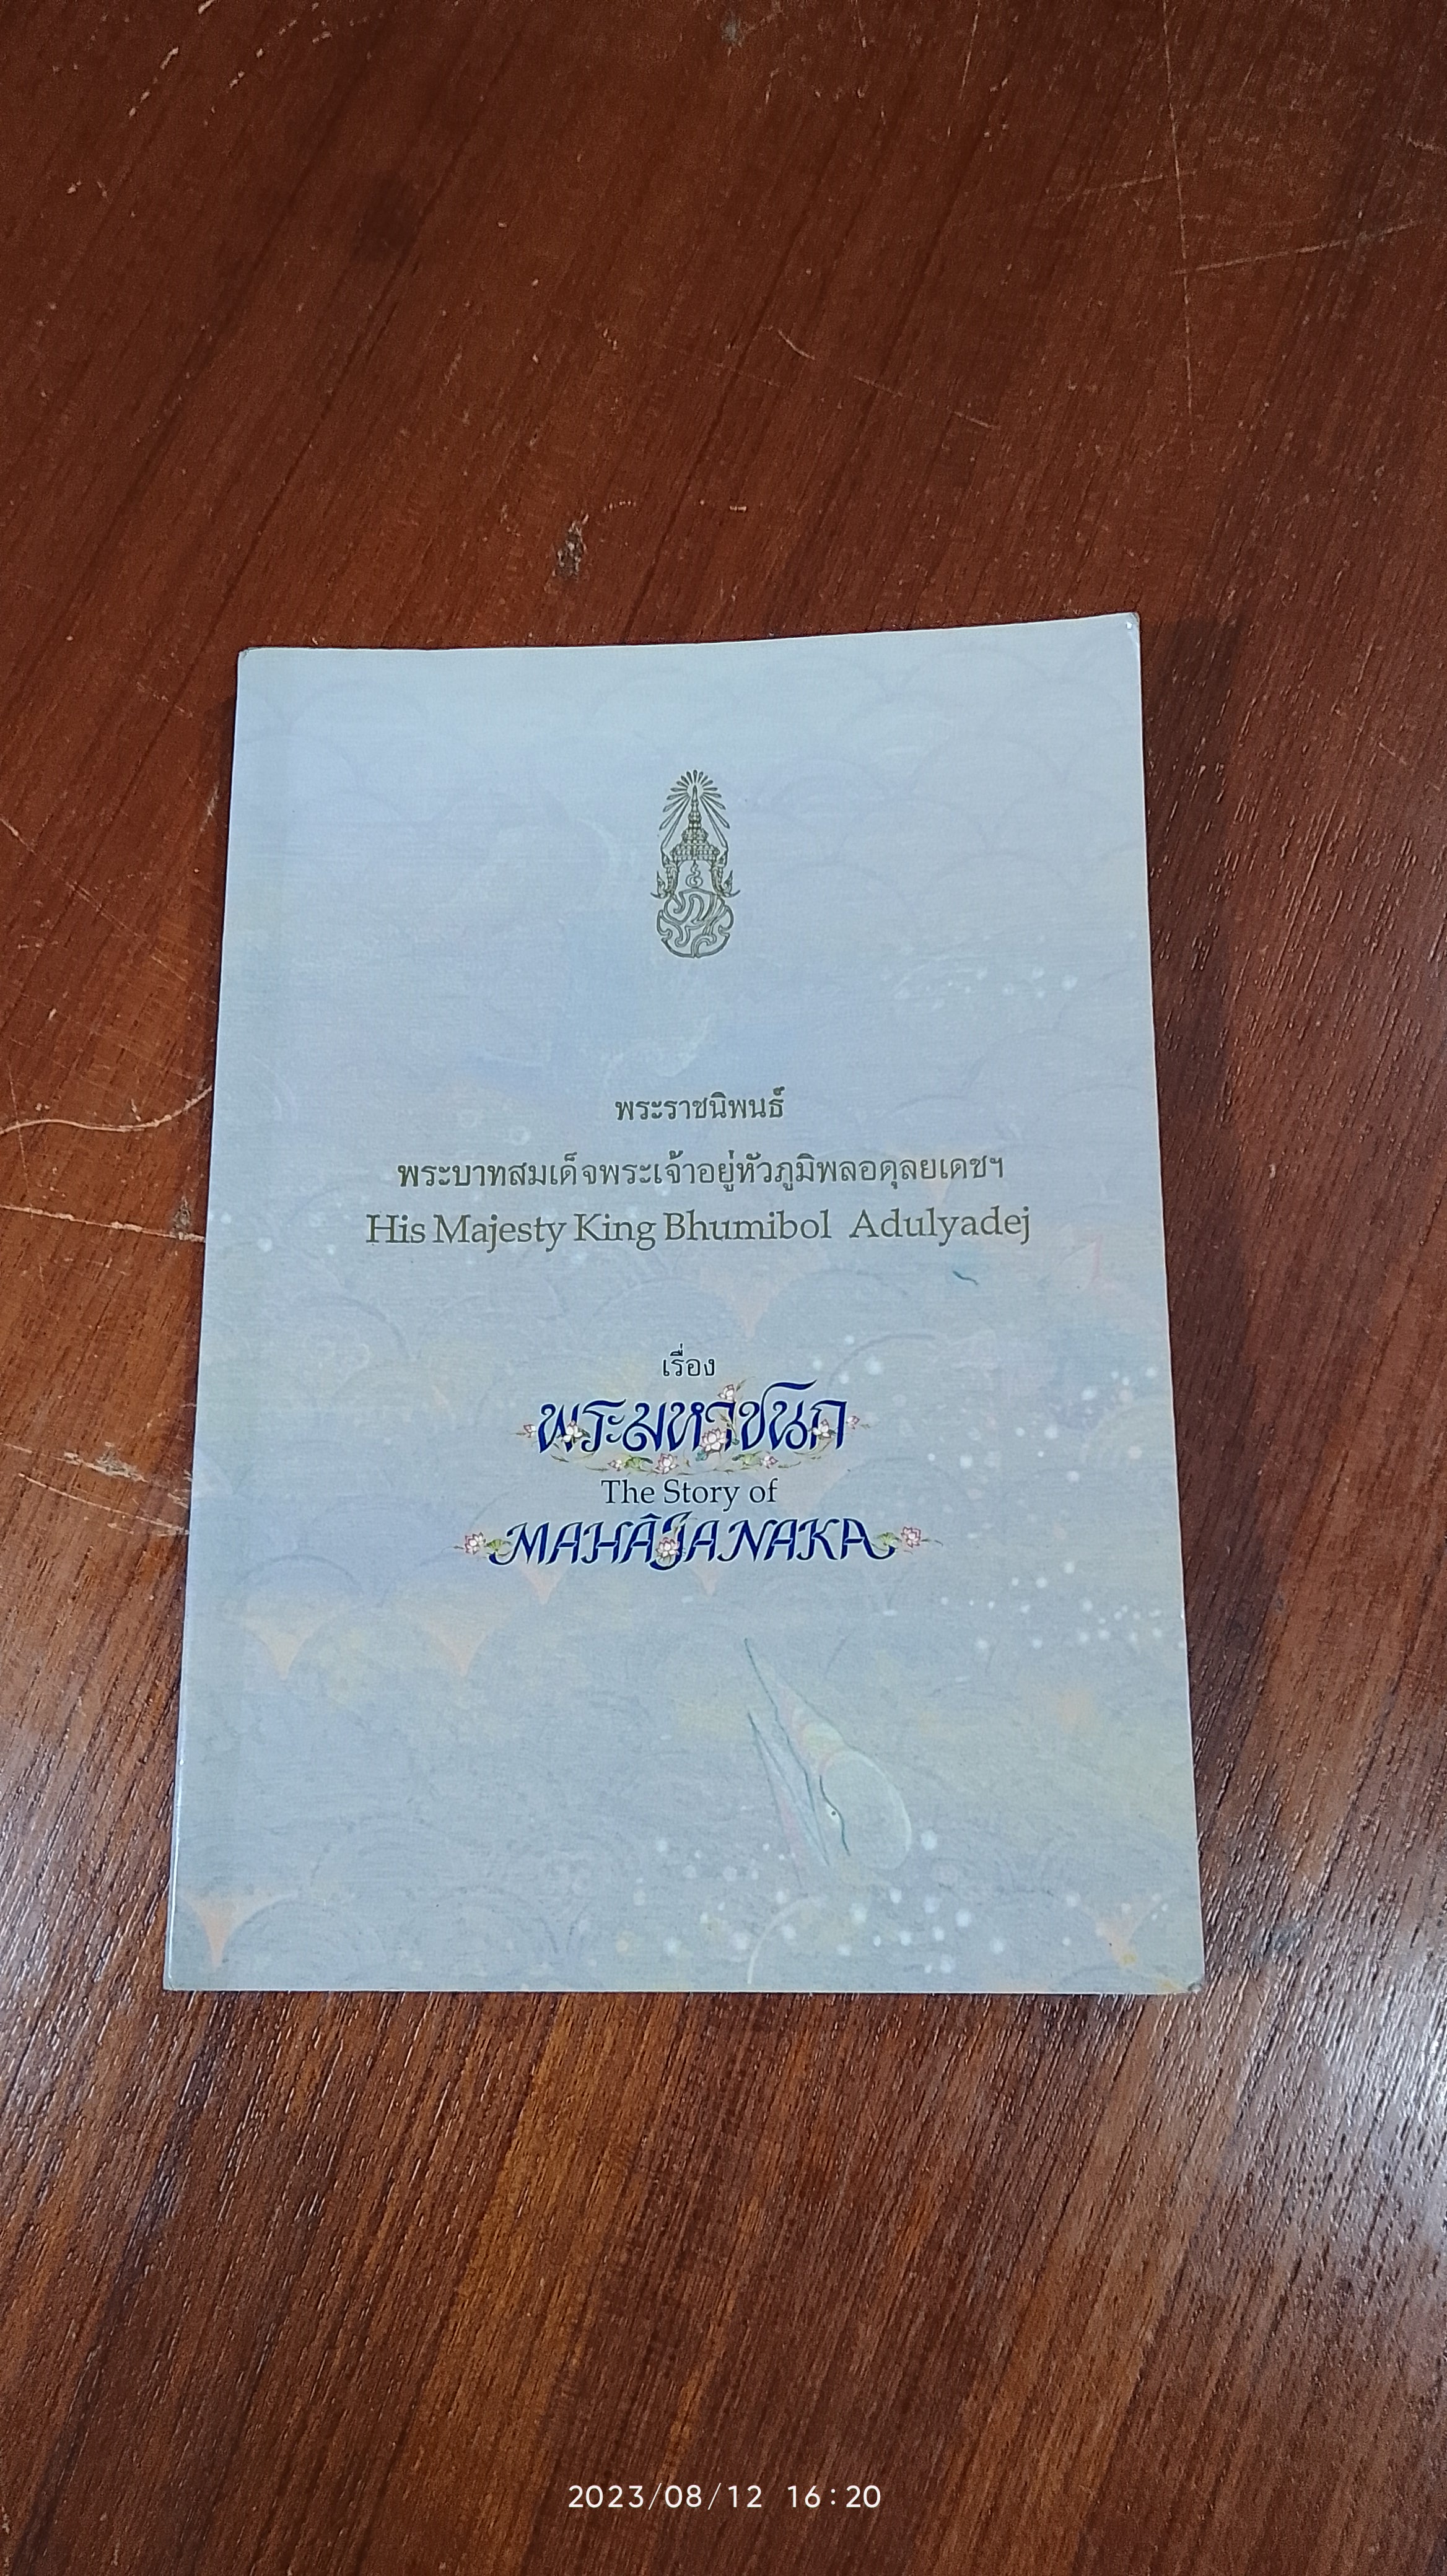 พระราชนิพนธ์
พระบาทสมเด็จพระเจ้าอยู่หัวภูมิพลอดุลยเดชฯ
His Majesty King Bhumibol Adulyadej
เรื่อง
พระมหาชนก
The Story of
MAHĀJANAKA
2023/08/12 16:20